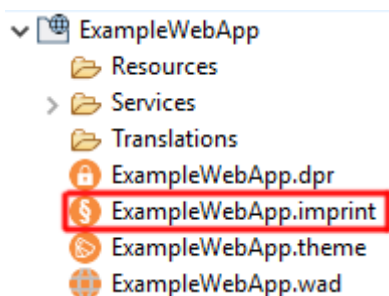 ExampleWebApp
Resources
Services
Translations
ExampleWebApp.dpr
§ ExampleWebApp.imprint
ExampleWebApp.theme
ExampleWebApp.wad